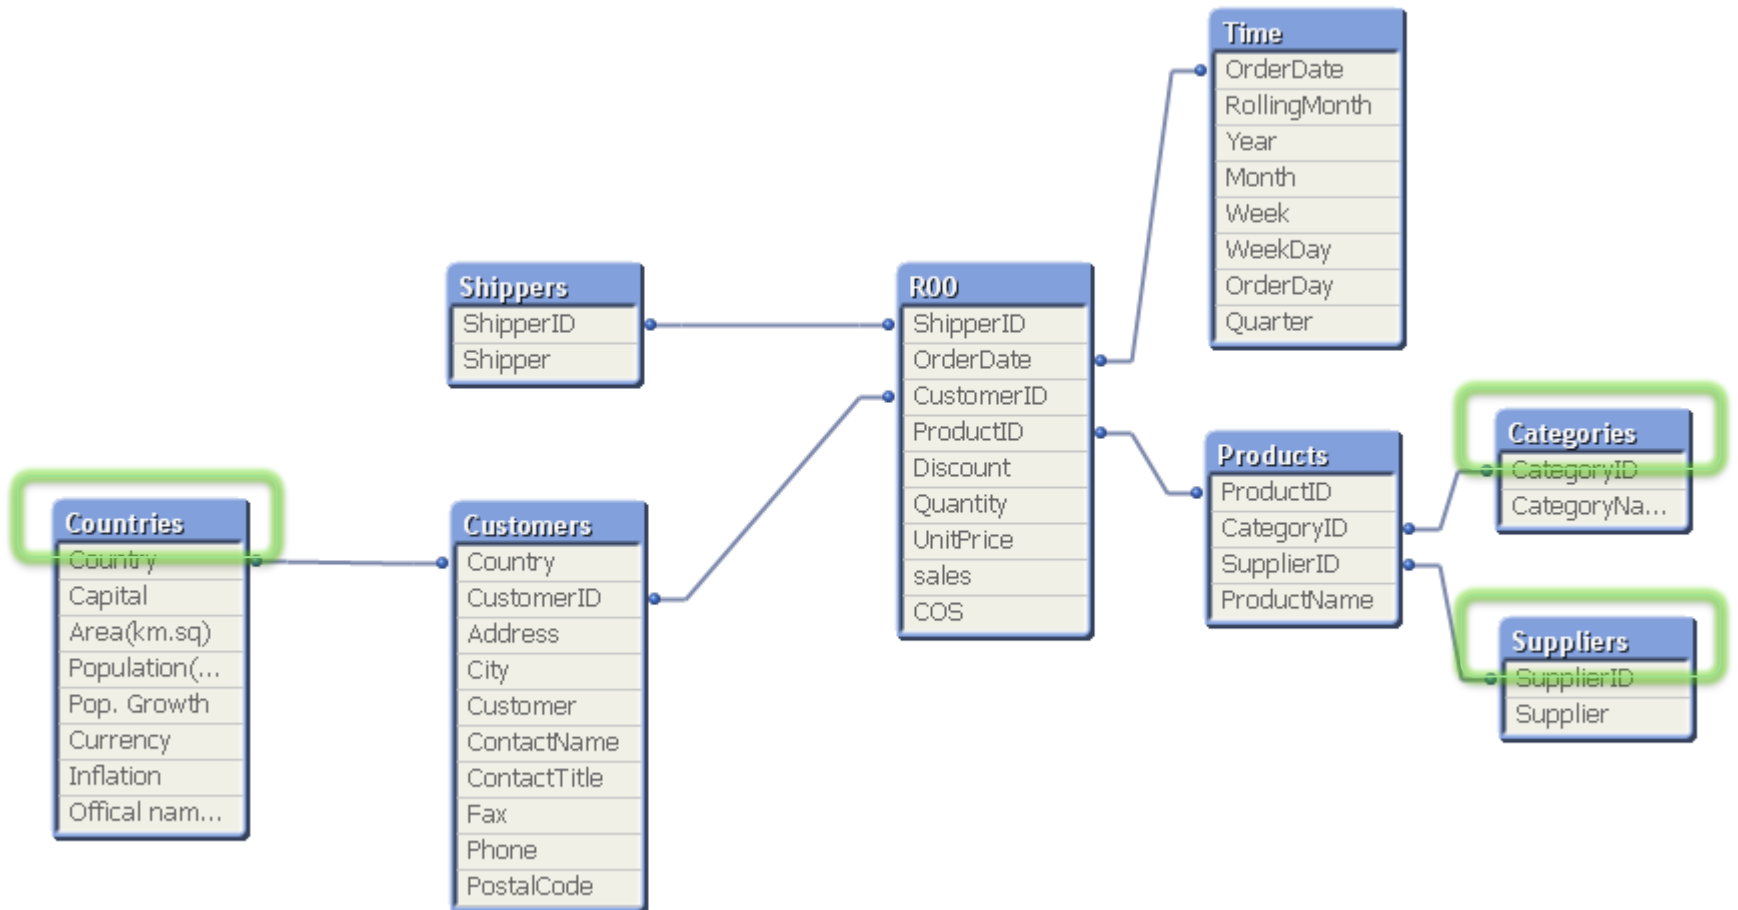 Time
OrderDate
RollingMonth
Year
Month
Week
WeekDay
OrderDay
Quarter
Shippers
ShipperID
Shipper
R00
ShipperID
OrderDate
CustomerID
ProductID
Discount
Quantity
UnitPrice
sales
COS
Countries
Country
Capital
Area(km.sq)
Population(...
Pop. Growth
Currency
Inflation
Offical nam...
Customers
Country
CustomerID
Address
City
Customer
ContactName
ContactTitle
Fax
Phone
PostalCode
Products
ProductID
CategoryID
SupplierID
ProductName
Categories
CategoryID
CategoryNa...
Suppliers
SupplierID
Supplier